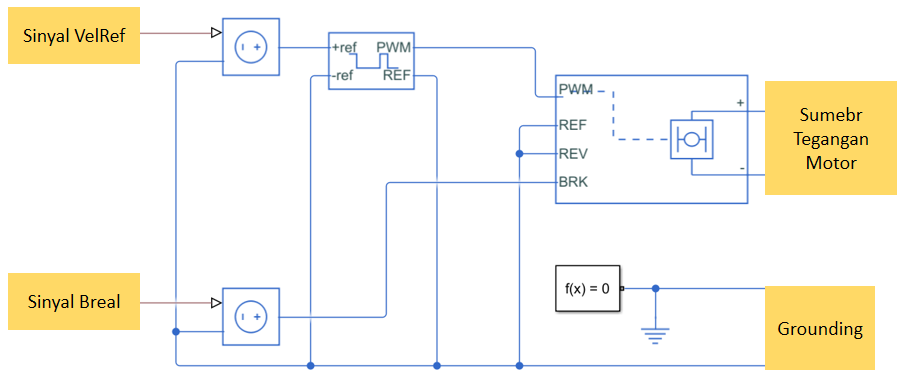 Sinyal VelRef
+ref PWM
-ref REF
PWM
REF
REV
BRK
+
-
Sumebr
Tegangan
Motor
Sinyal Breal
f(x) = 0
Grounding